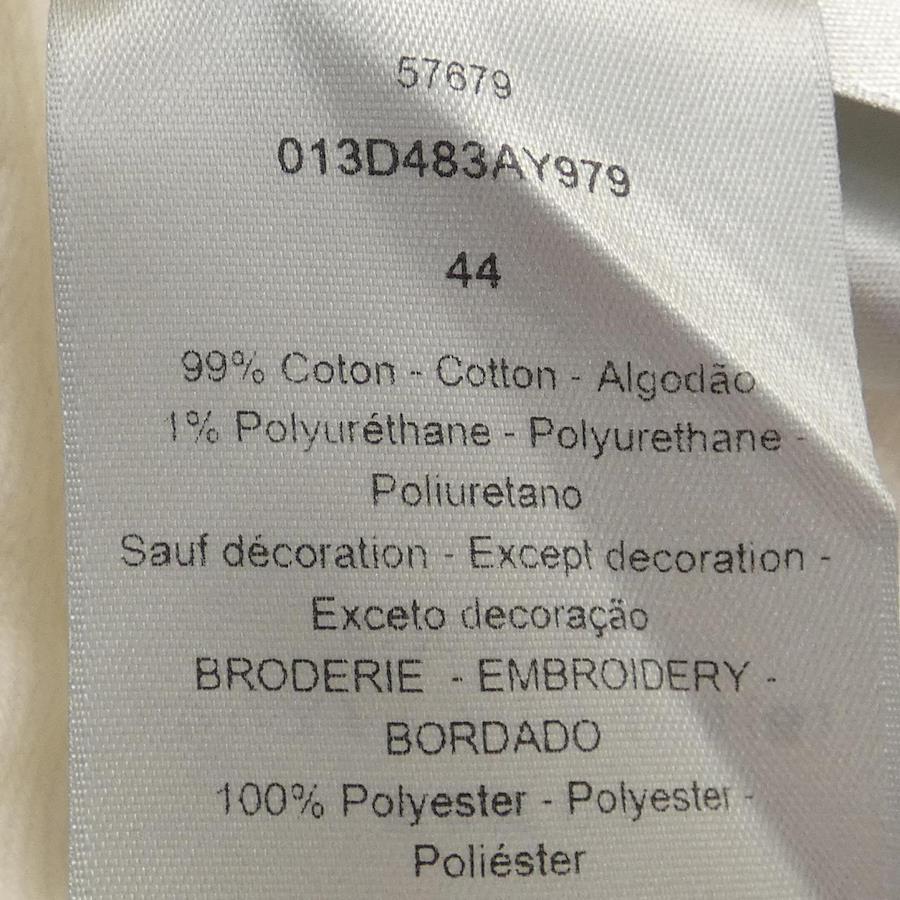 57679
013D483AY979
44
99% Coton - Cotton - Algodão
1% Polyuréthane - Polyurethane -
Poliuretano
Sauf décoration - Except decoration -
Exceto decoração
BRODERIE - EMBROIDERY -
BORDADO
100% Polyester - Polyester -
Poliéster